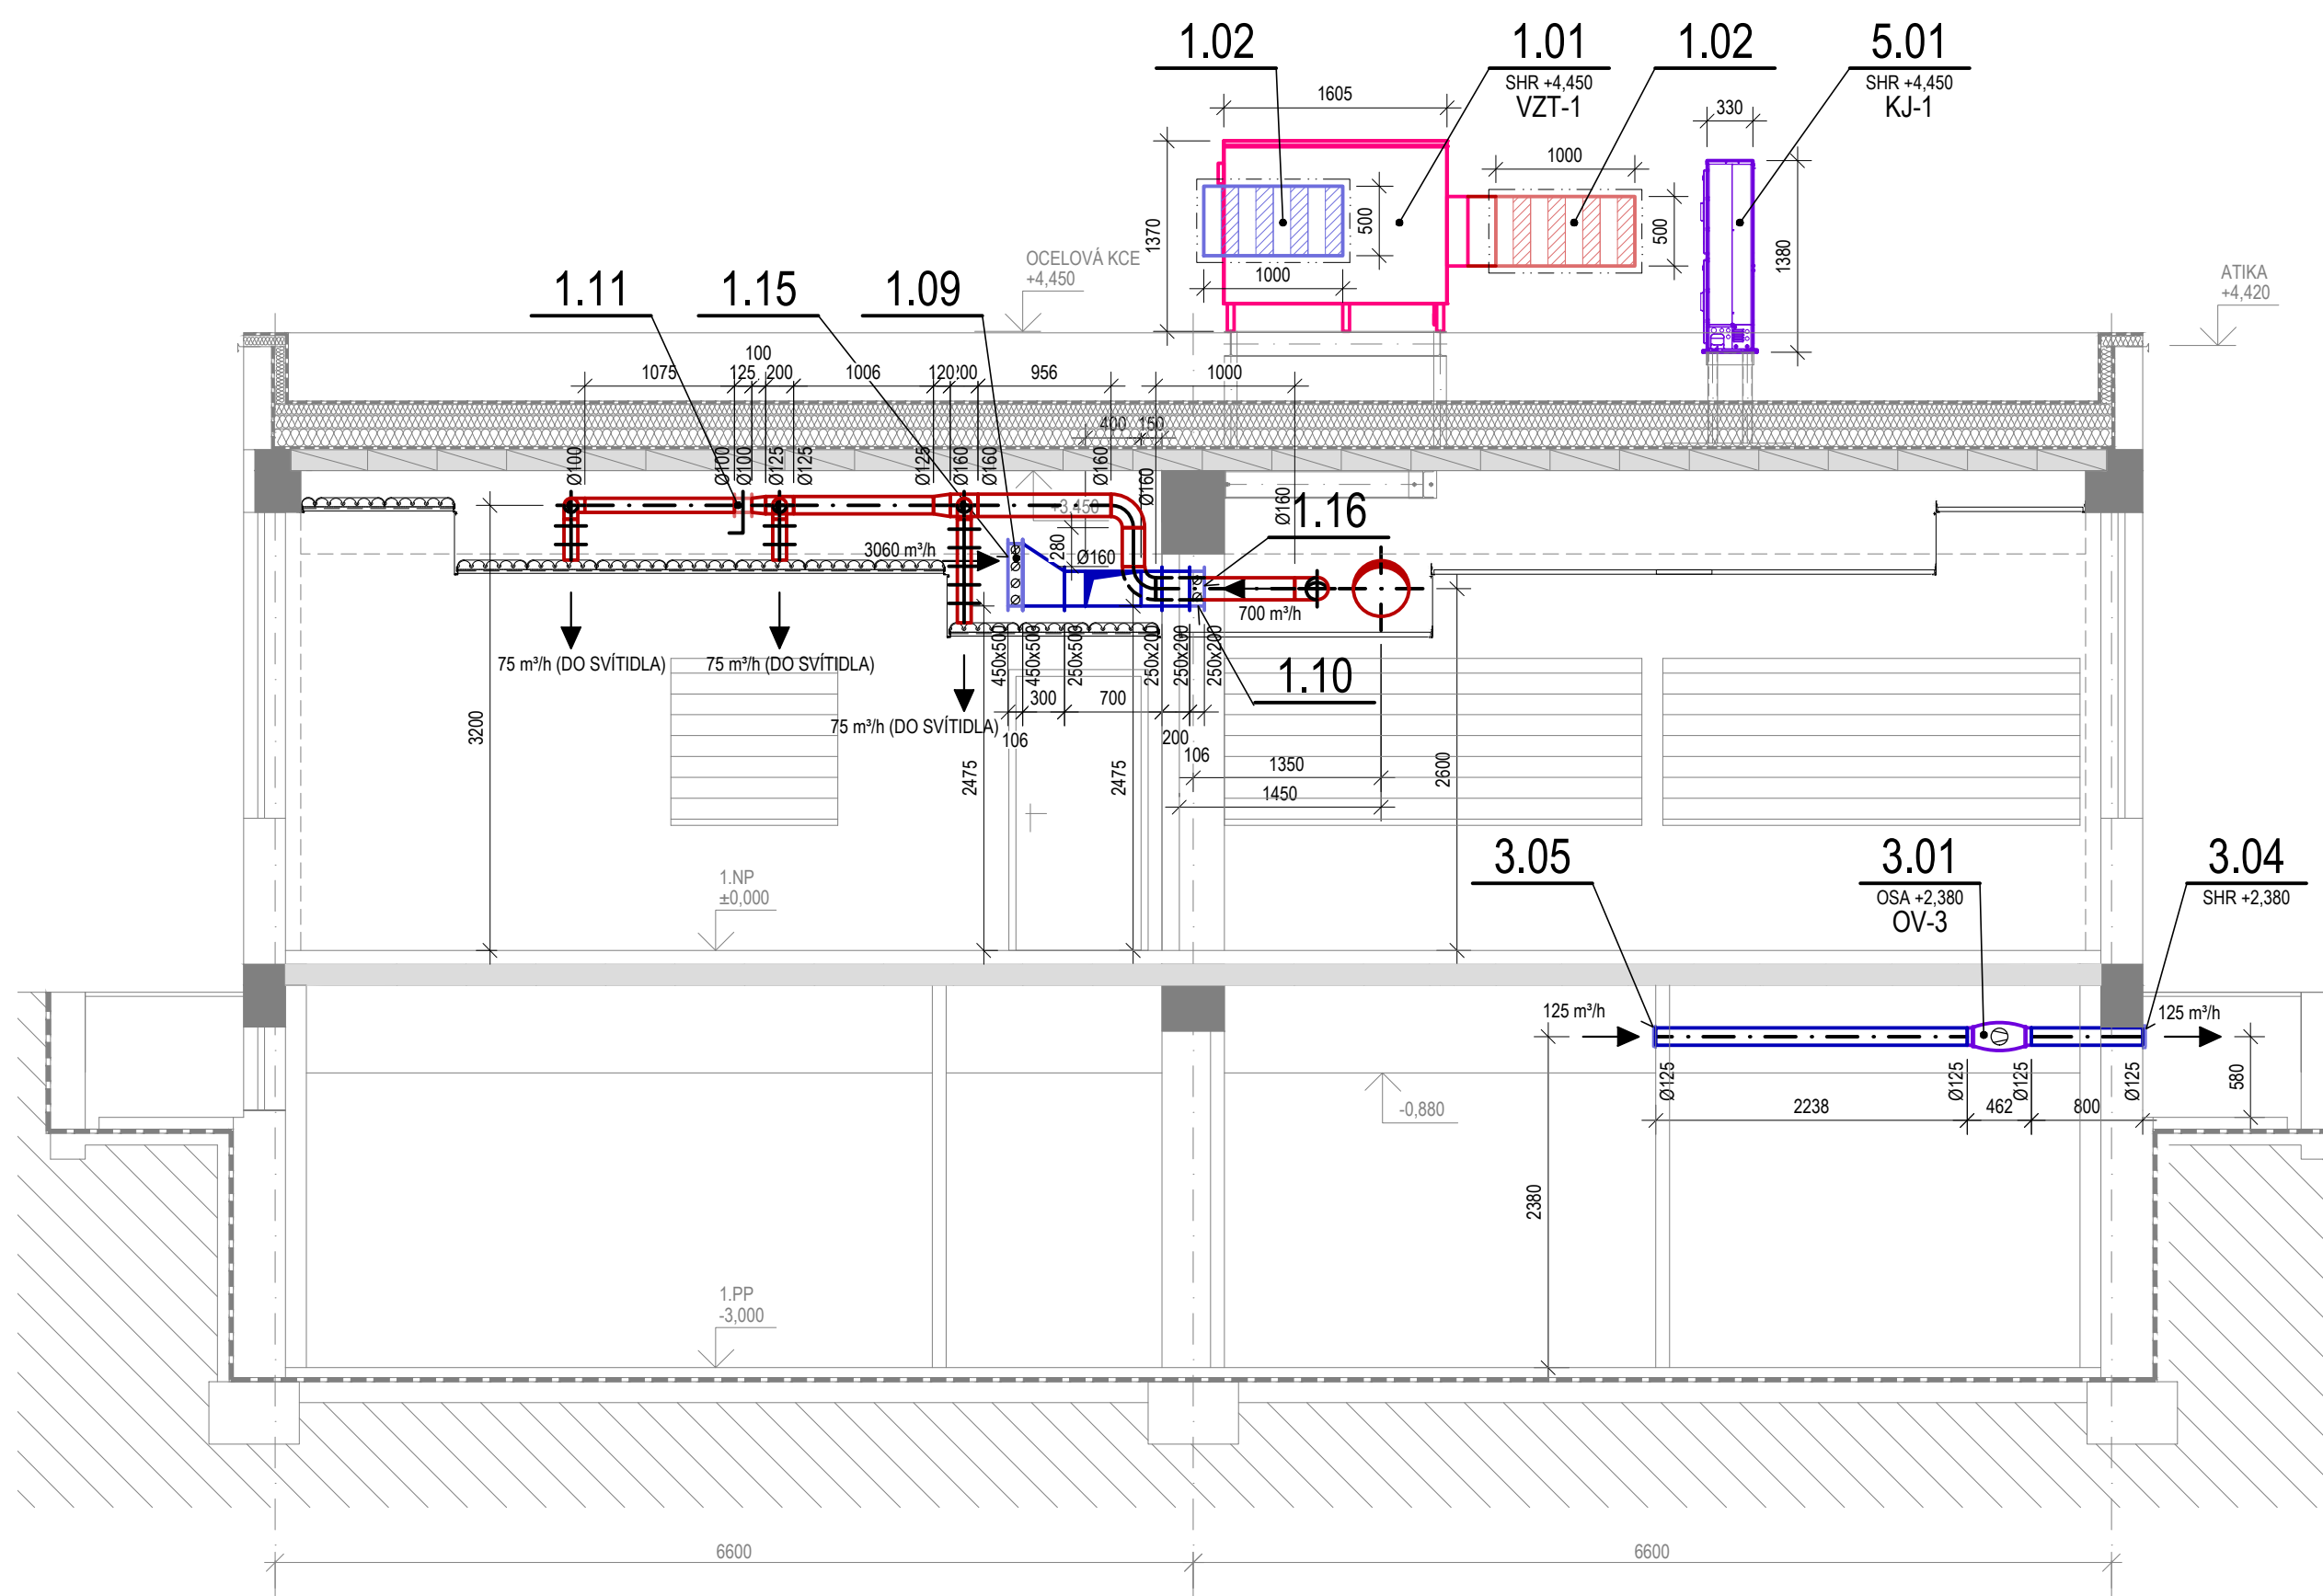 1.02
1.01
SHR +4,450
VZT-1
1.02
5.01
SHR +4,450
KJ-1
1605
330
1000
1370
500
500
1380
1000
OCELOVÁ KCE
+4,450
ATIKA
+4,420
1.11
1.15
1.09
100
1075
125
200
1006
120
200
956
1000
400
150
Ø100
Ø100
Ø100
Ø125
Ø125
Ø125
Ø160
Ø160
Ø160
Ø160
Ø160
+3,450
1.16
3060 m³/h
280
Ø160
700 m³/h
75 m³/h (DO SVÍTIDLA)
75 m³/h (DO SVÍTIDLA)
75 m³/h (DO SVÍTIDLA)
450x500
450x500
250x500
250x200
250x200
250x200
1.10
300
700
106
200
106
3200
2475
2475
1350
2600
1450
3.05
3.01
OSA +2,380
OV-3
3.04
SHR +2,380
1.NP
±0,000
125 m³/h
125 m³/h
Ø125
Ø125
Ø125
Ø125
580
-0,880
2238
462
800
2380
1.PP
-3,000
6600
6600